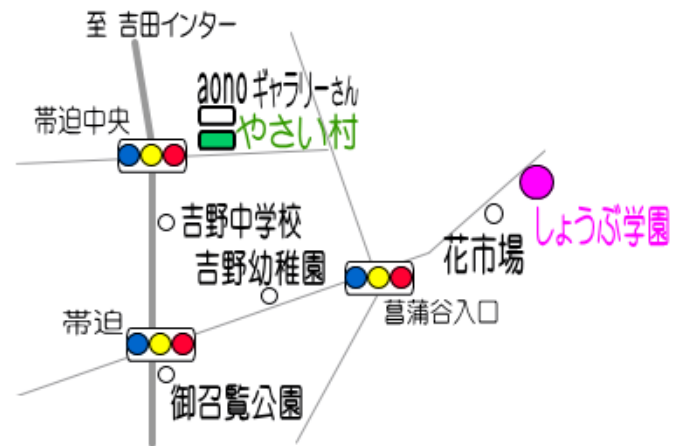 至 吉田インター
aono ギャラリーさん
帯迫中央
やさい村
吉野中学校
しょうぶ学園
花市場
吉野幼稚園
菖蒲谷入口
帯迫
御召覧公園